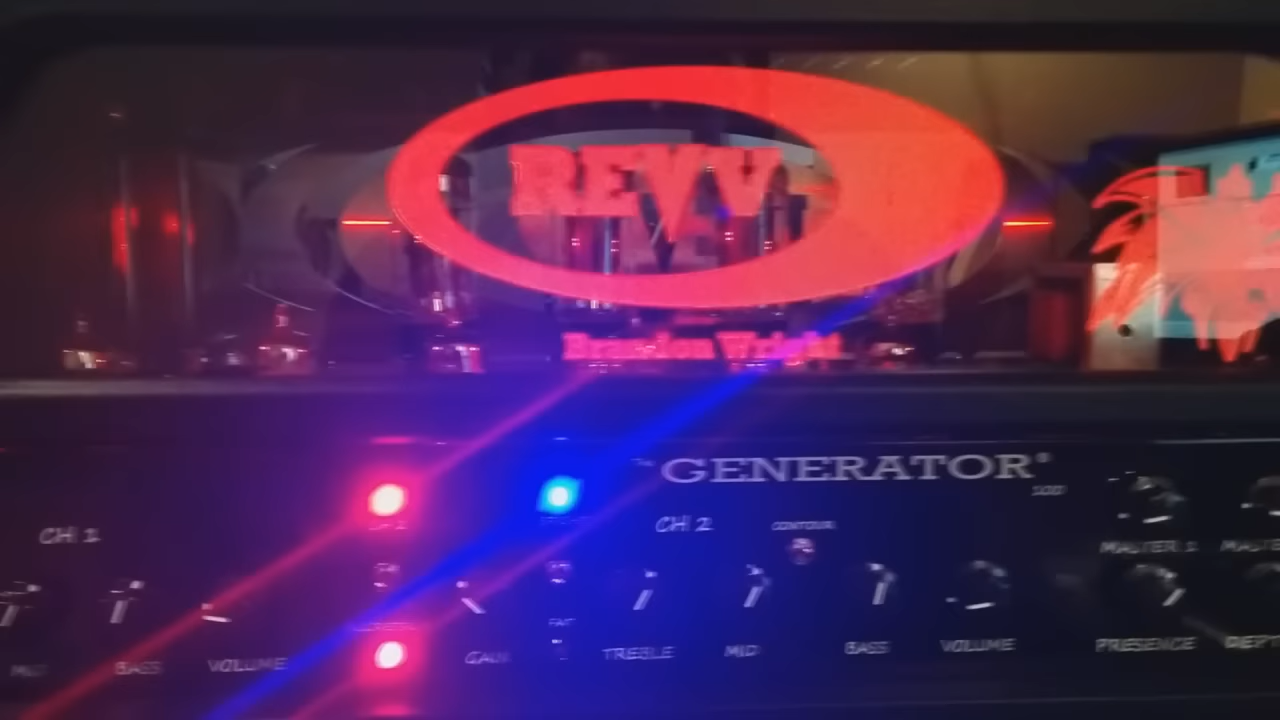 REVV
Brandon Wright
GENERATOR
CH 1
CH 2
CONTOUR
MASTER 1
BASS
VOLUME
GAIN
TREBLE
MID
BASS
VOLUME
PRESENCE